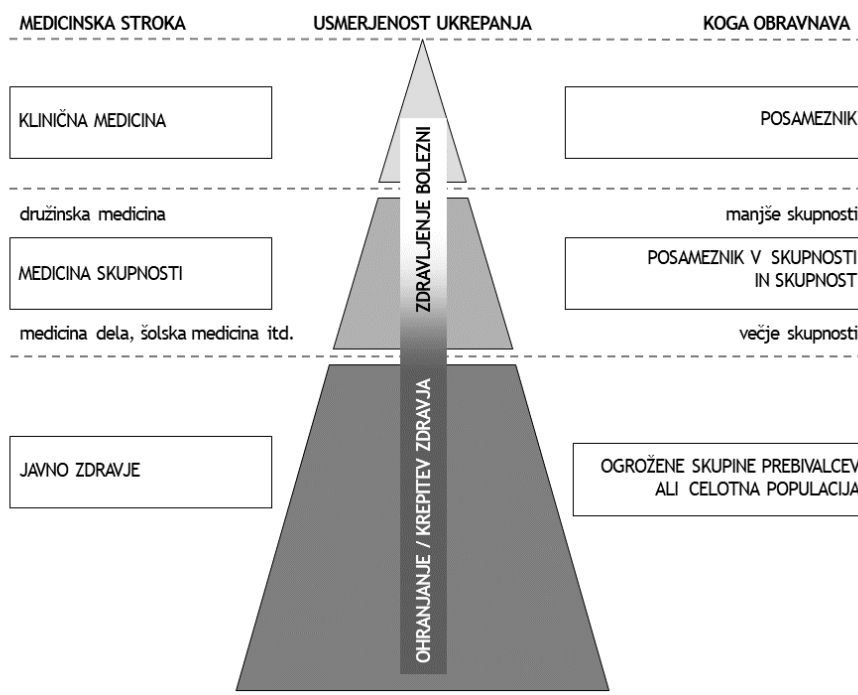 MEDICINSKA STROKA
USMERJENOST UKREPANJA
KOGA OBRAVNAVA
KLINIČNA MEDICINA
ZDRAVLJENJE BOLEZNI
POSAMEZNIK
družinska medicina
manjše skupnosti
MEDICINA SKUPNOSTI
POSAMEZNIK V SKUPNOSTI
IN SKUPNOST
medicina dela, šolska medicina itd.
večje skupnosti
OHRANJANJE / KREPITEV ZDRAVJA
JAVNO ZDRAVJE
OGROŽENE SKUPINE PREBIVALCEV
ALI CELOTNA POPULACIJA